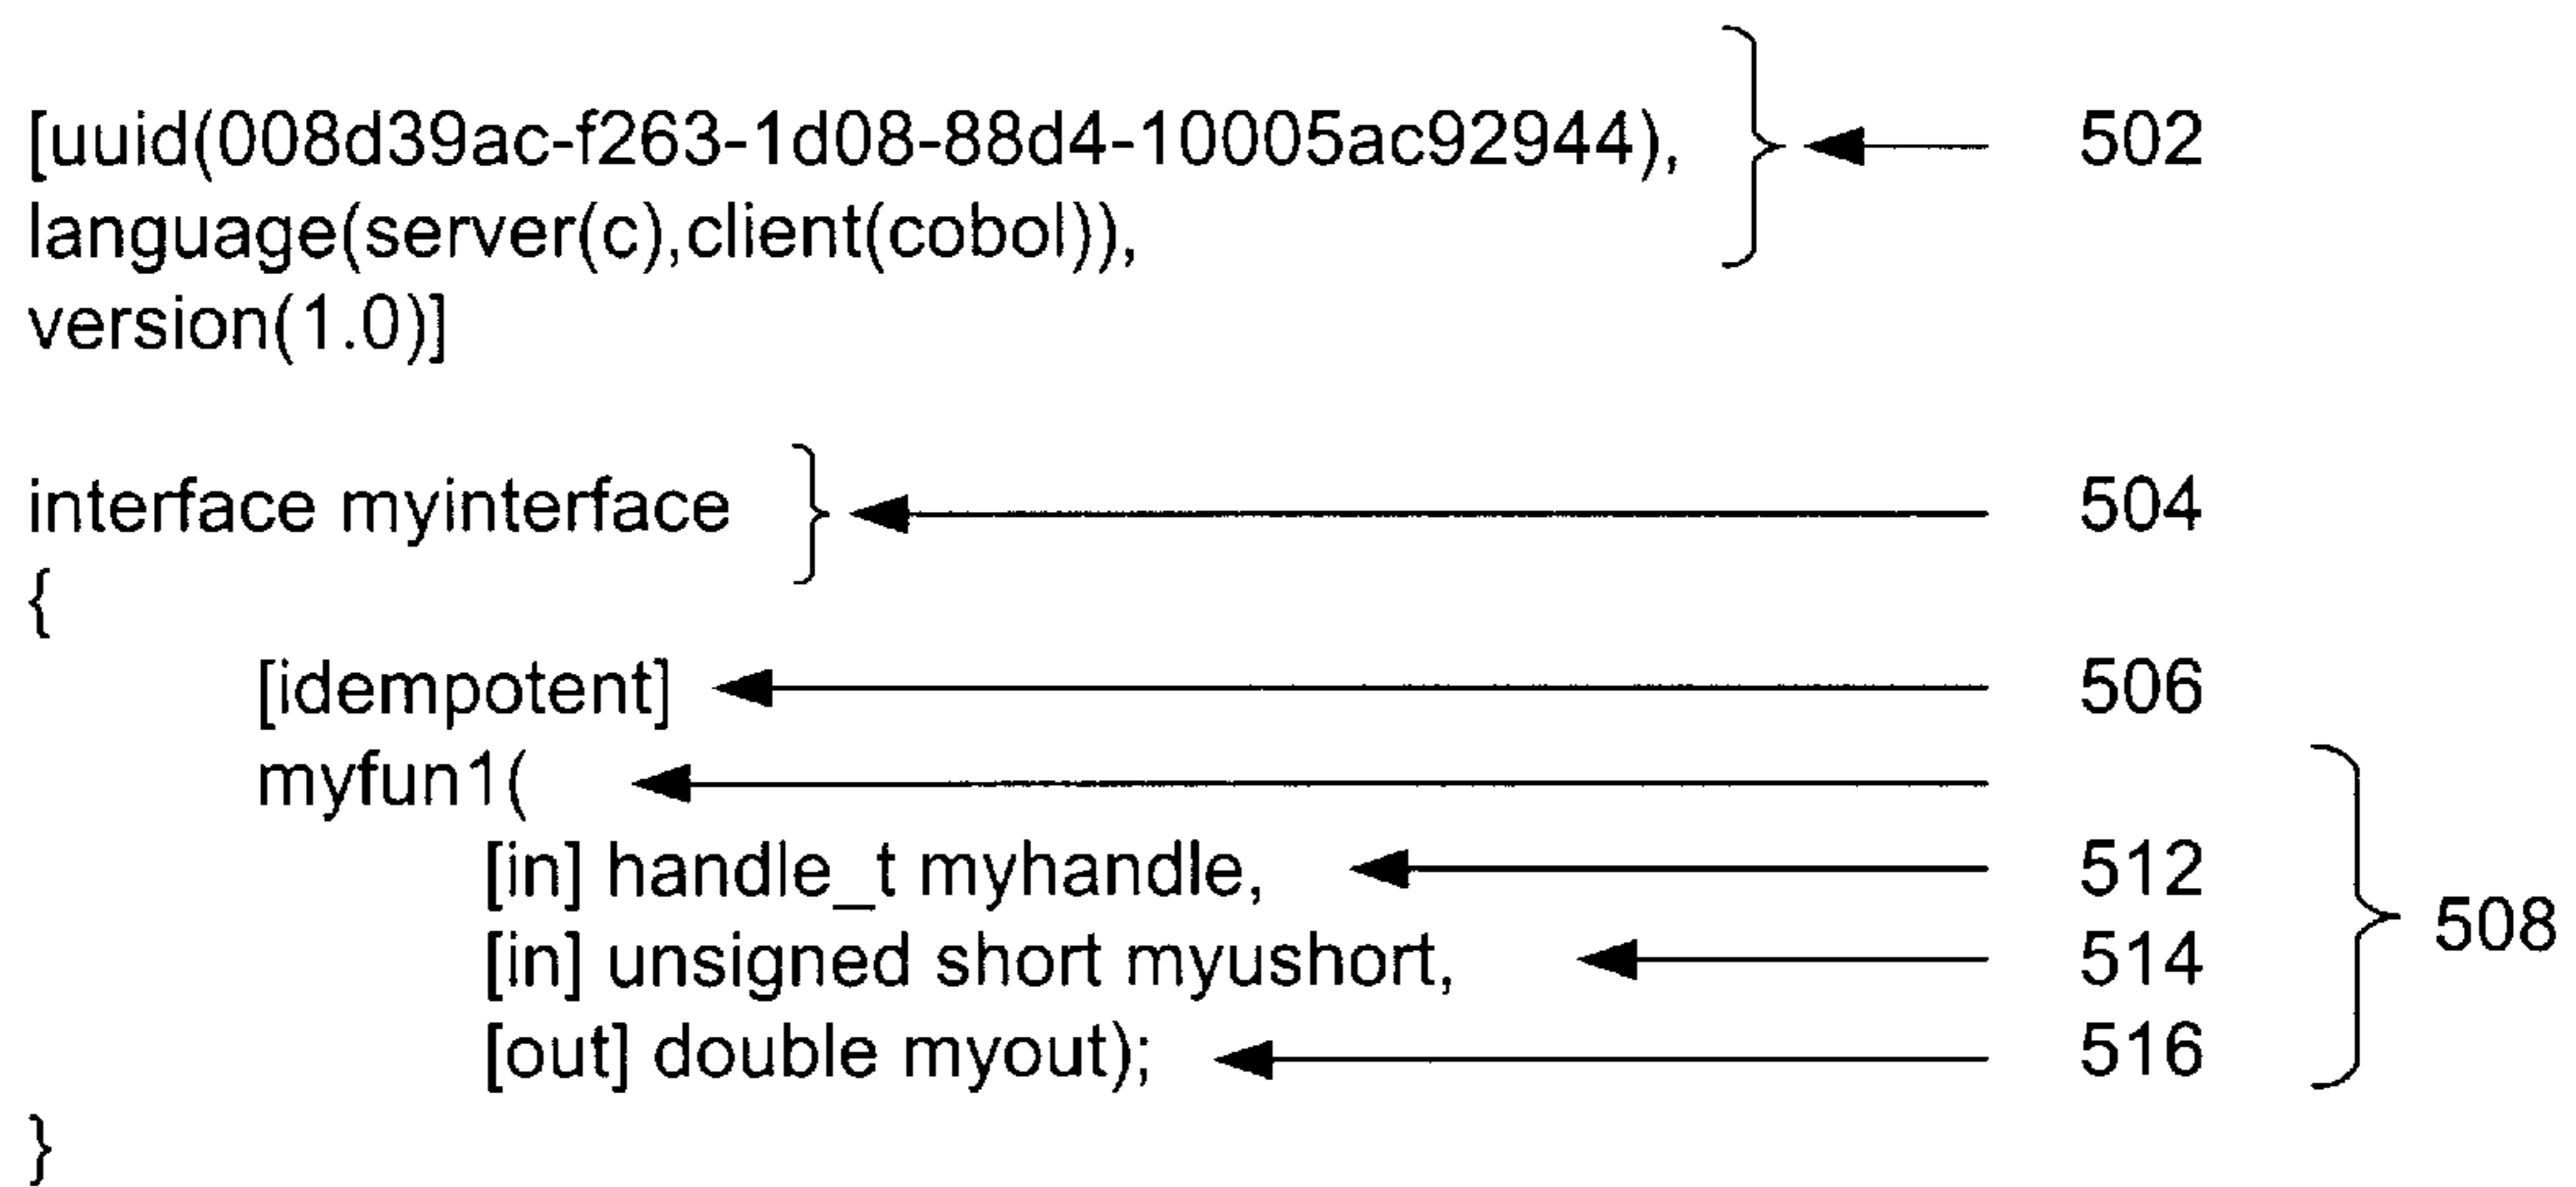 [uuid(008d39ac-f263-1d08-88d4-10005ac92944), 502
language(server(c),client(cobol)),
version(1.0)]
interface myinterface 504
{
[idempotent] 506
myfun1(
[in] handle_t myhandle, 512
508
[in] unsigned short myushort, 514
[out] double myout); 516
}